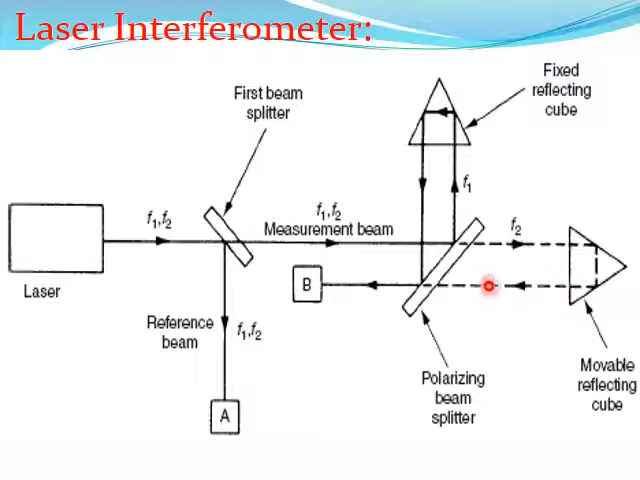 Laser Interferometer:
First beam
splitter
Fixed
reflecting
cube
f1
f1,f2
f1,f2
Measurement beam
f2
Laser
B
Reference
beam
f1,f2
A
Polarizing
beam
splitter
Movable
reflecting
cube